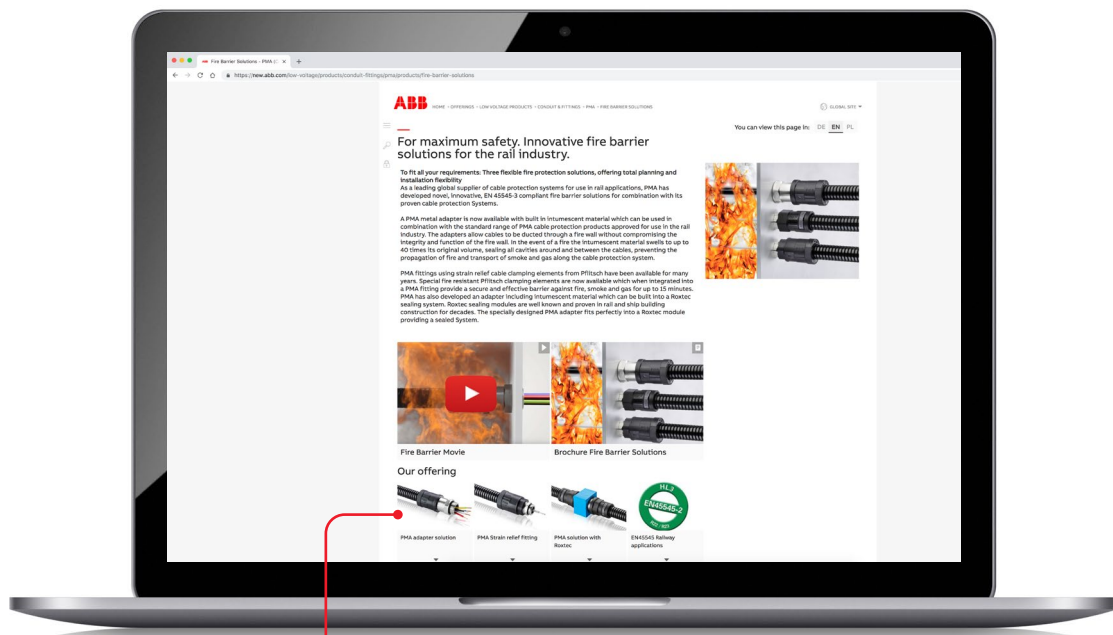 Fire Barrier Solutions - PMA (C
https://new.abb.com/low-voltage/products/conduit-fittings/pma/products/fire-barrier-solutions
ABB
HOME › OFFERINGS › LOW VOLTAGE PRODUCTS › CONDUIT & FITTINGS › PMA › FIRE BARRIER SOLUTIONS
GLOBAL SITE
You can view this page in: DE EN PL
For maximum safety. Innovative fire barrier
solutions for the rail industry.
To fit all your requirements: Three flexible fire protection solutions, offering total planning and
installation flexibility
As a leading global supplier of cable protection systems for use in rail applications, PMA has
developed novel, innovative, EN 45545-3 compliant fire barrier solutions for combination with its
proven cable protection Systems.
A PMA metal adapter is now available with built in intumescent material which can be used in
combination with the standard range of PMA cable protection products approved for use in the rail
industry. The adapters allow cables to be ducted through a fire wall without compromising the
integrity and function of the fire wall. In the event of a fire the intumescent material swells to up to
40 times its original volume, sealing all cavities around and between the cables, preventing the
propagation of fire and transport of smoke and gas along the cable protection system.
PMA fittings using strain relief cable clamping elements from Pflitsch have been available for many
years. Special fire resistant Pflitsch clamping elements are now available which when integrated into
a PMA fitting provide a secure and effective barrier against fire, smoke and gas for up to 15 minutes.
PMA has also developed an adapter including intumescent material which can be built into a Roxtec
sealing system. Roxtec sealing modules are well known and proven in rail and ship building
construction for decades. The specially designed PMA adapter fits perfectly into a Roxtec module
providing a sealed System.
Fire Barrier Movie
Brochure Fire Barrier Solutions
Our offering
HL3
EN45545-2
R22 / R23
PMA adapter solution
PMA Strain relief Fitting
PMA solution with
Roxtec
EN45545 Railway
applications